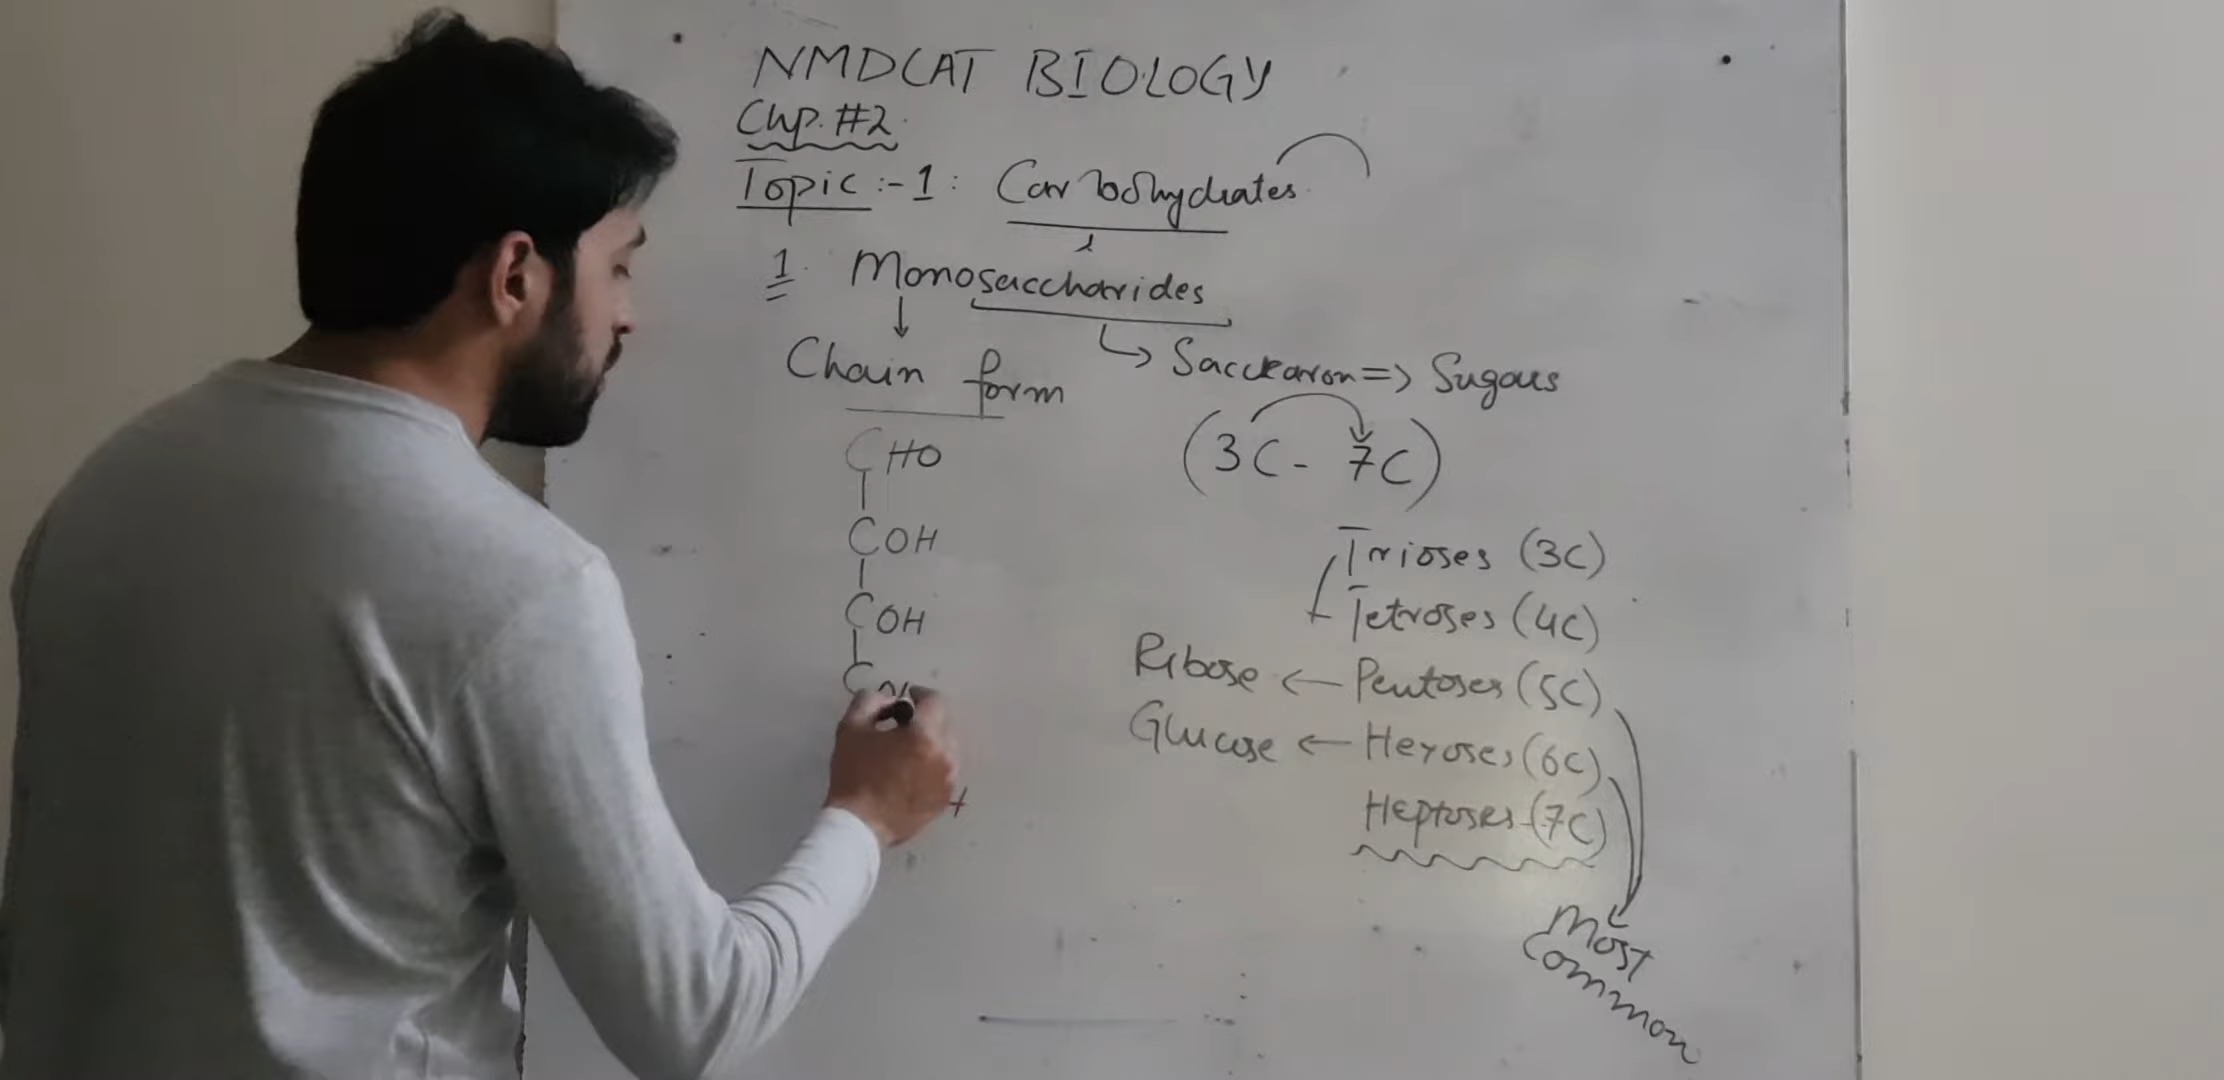 NMDCAT BIOLOGY
Chp. #2
Topic :- 1 : Carbohydrates
1. Monosaccharides
Chain form
Saccearon => Sugars
CHO
(3C - 7C)
COH
Trioses (3C)
COH
Tetroses (4C)
C
Ribose ← Pentoses (5C)
Glucose ← Hexoses (6C)
Heptoses (7C)
Most
Common